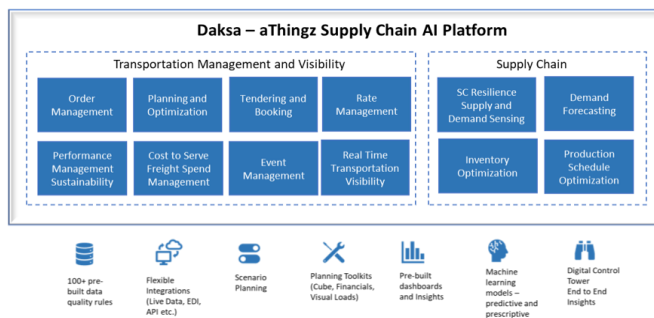 Daksa – aThingz Supply Chain AI Platform
Transportation Management and Visibility
Supply Chain
Order
Management
Planning and
Optimization
Tendering and
Booking
Rate
Management
SC Resilience
Supply and
Demand Sensing
Demand
Forecasting
Performance
Management
Sustainability
Cost to Serve
Freight Spend
Management
Event
Management
Real Time
Transportation
Visibility
Inventory
Optimization
Production
Schedule
Optimization
100+ pre-
built data
quality rules
Flexible
Integrations
(Live Data, EDI,
API etc.)
Scenario
Planning
Planning Toolkits
(Cube, Financials,
Visual Loads)
Pre-built
dashboards
and Insights
Machine
learning
models –
predictive and
prescriptive
Digital Control
Tower
End to End
Insights